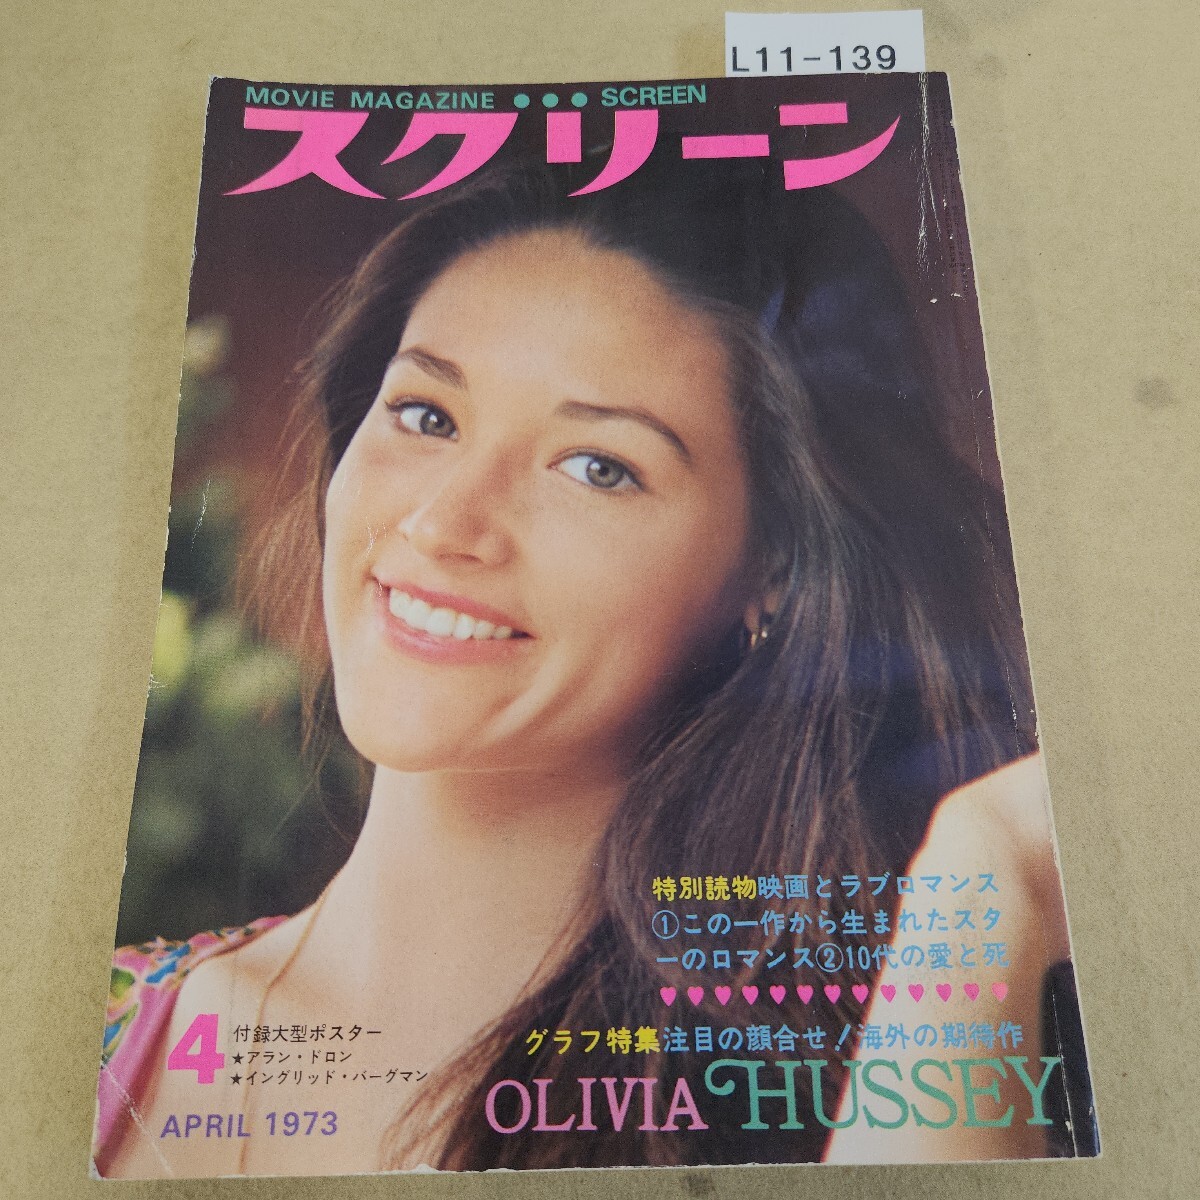 L11-139
MOVIE MAGAZINE ●●● SCREEN
スクリーン
特別読物映画とラブロマンス
①この一作から生まれたスタ
ーのロマンス②10代の愛と死
♥♥♥♥♥♥♥♥♥♥♥♥♥
グラフ特集注目の顔合せ!海外の期待作
OLIVIA HUSSEY
4
付録大型ポスター
★アラン・ドロン
★イングリッド・バーグマン
APRIL 1973